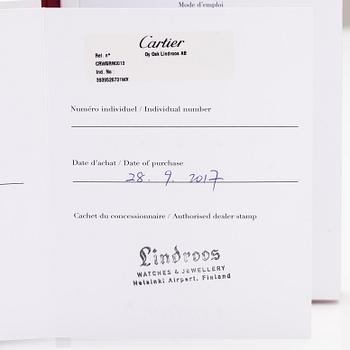 Mode d'emploi
Cartier
Oy Oak Lindroos AB
Ref. n°
CRWSRN0013
Ind. No
Numéro individuel / Individual number
Date d'achat / Date of purchase
28. 9. 2017
Cachet du concessionnaire / Authorised dealer stamp
Lindroos
WATCHES & JEWELLERY
Helsinki Airport, Finland